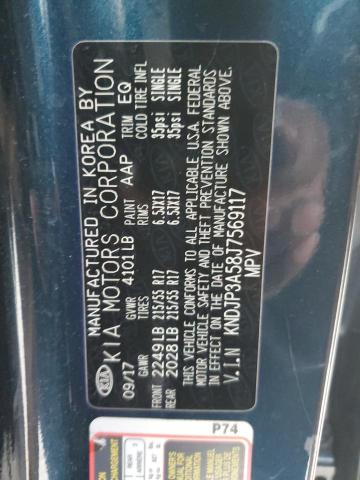 MANUFACTURED IN KOREA BY
KIA KIA MOTORS CORPORATION
09/17 GVWR 4101LB PAINT AAP TRIM EQ
GAWR TIRES RIMS COLD TIRE INFL
FRONT 2249LB 215/55 R17 6.5JX17 35psi SINGLE
REAR 2028LB 215/55 R17 6.5JX17 35psi SINGLE
THIS VEHICLE CONFORMS TO ALL APPLICABLE U.S.A. FEDERAL
MOTOR VEHICLE SAFETY AND THEFT PREVENTION STANDARDS
IN EFFECT ON THE DATE OF MANUFACTURE SHOWN ABOVE.
V.I.N KNDJP3A58J7569117
MPV
P74